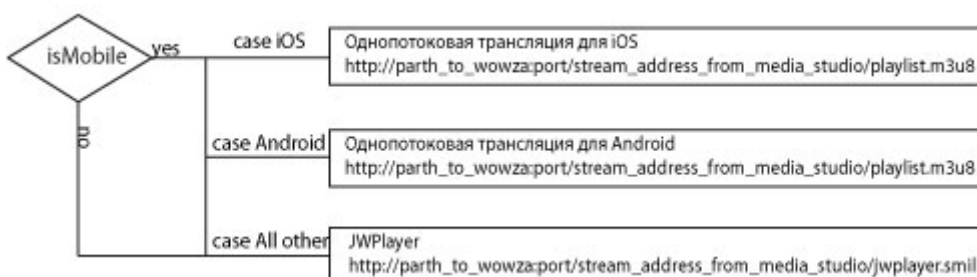 isMobile
yes
case iOS
Однопотоковая трансляция для iOS
http://parth_to_wowza:port/stream_address_from_media_studio/playlist.m3u8
no
case Android
Однопотоковая трансляция для Android
http://parth_to_wowza:port/stream_address_from_media_studio/playlist.m3u8
case All other
JWPlayer
http://parth_to_wowza:port/stream_address_from_media_studio/jwplayer.smil